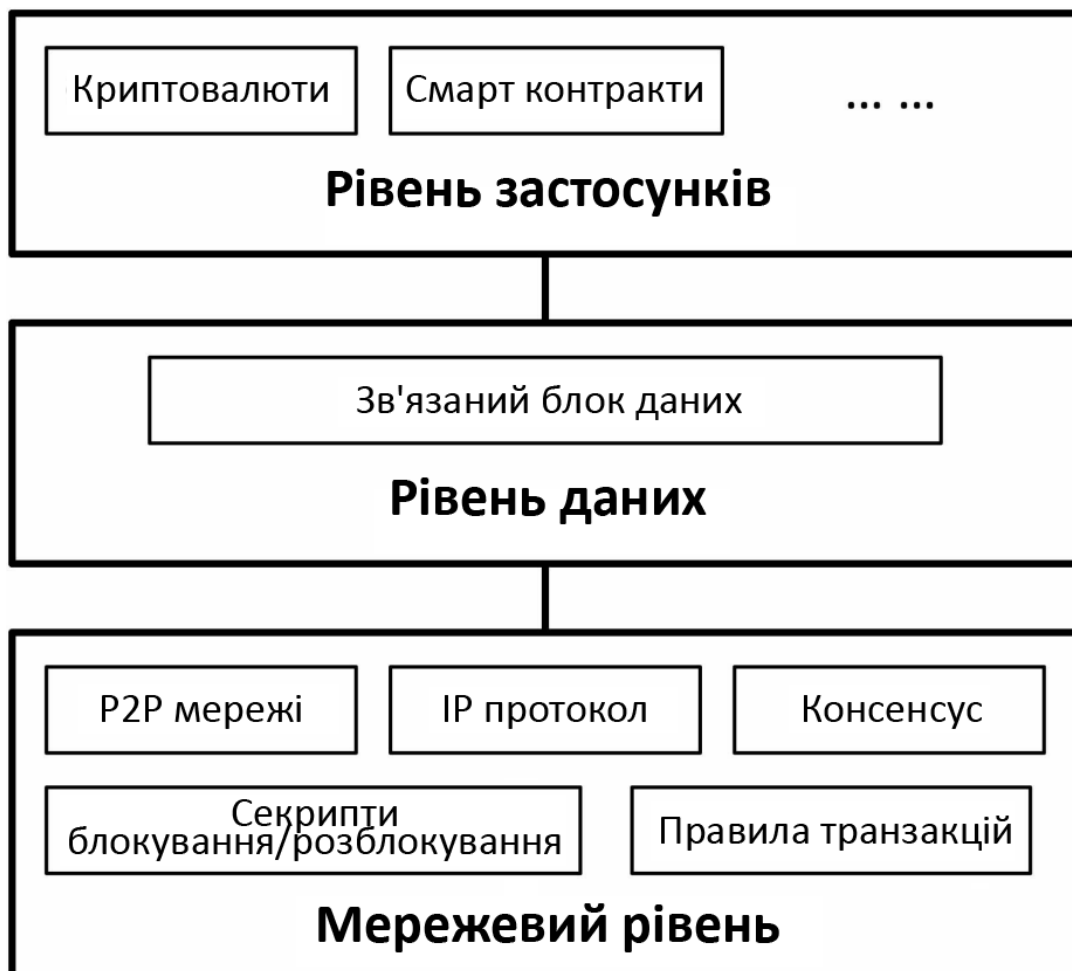 Криптовалюти
Смарт контракти
... ...
Рівень застосунків
Зв'язаний блок даних
Рівень даних
P2P мережі
IP протокол
Консенсус
Секрипти
блокування/розблокування
Правила транзакцій
Мережевий рівень